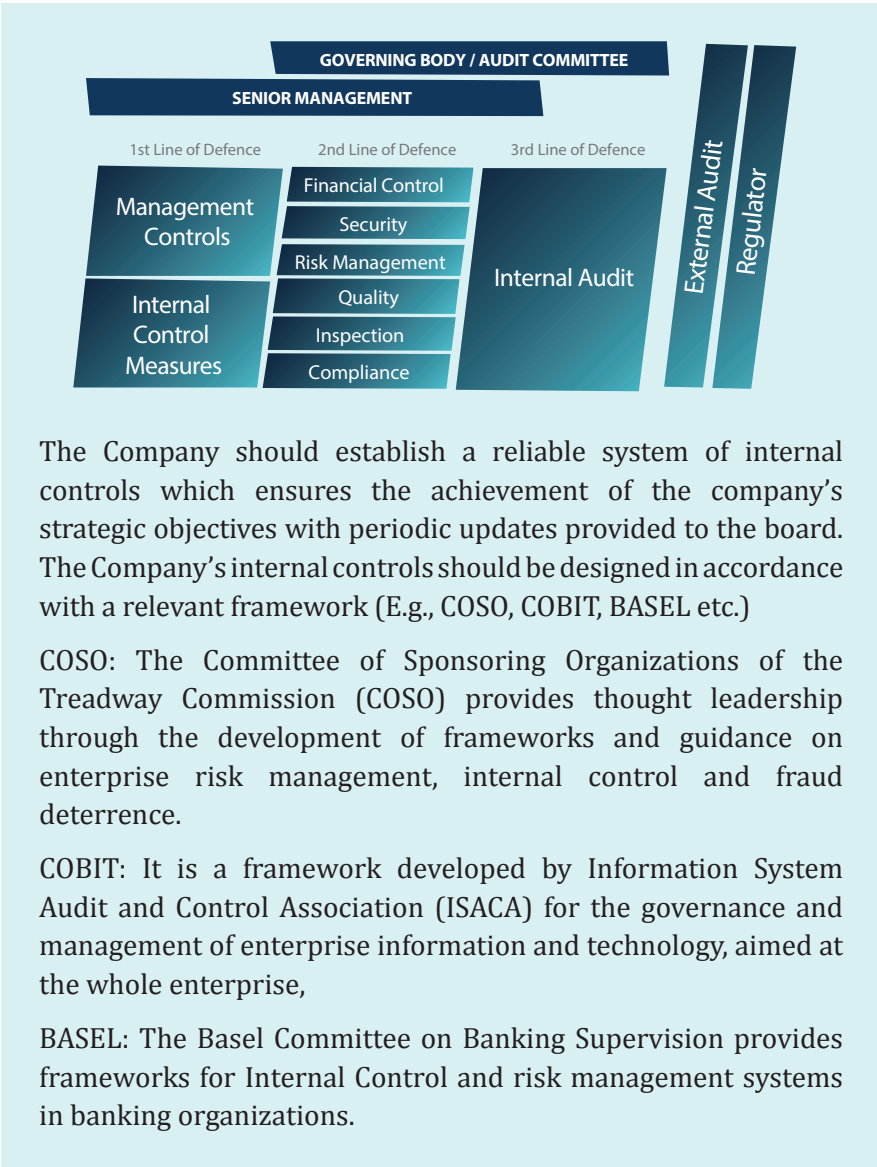 GOVERNING BODY / AUDIT COMMITTEE
SENIOR MANAGEMENT
1st Line of Defence
2nd Line of Defence
3rd Line of Defence
Management
Controls
Internal
Control
Measures
Financial Control
Security
Risk Management
Quality
Inspection
Compliance
Internal Audit
External Audit
Regulator
The Company should establish a reliable system of internal
controls which ensures the achievement of the company’s
strategic objectives with periodic updates provided to the board.
The Company’s internal controls should be designed in accordance
with a relevant framework (E.g., COSO, COBIT, BASEL etc.)
COSO: The Committee of Sponsoring Organizations of the
Treadway Commission (COSO) provides thought leadership
through the development of frameworks and guidance on
enterprise risk management, internal control and fraud
deterrence.
COBIT: It is a framework developed by Information System
Audit and Control Association (ISACA) for the governance and
management of enterprise information and technology, aimed at
the whole enterprise,
BASEL: The Basel Committee on Banking Supervision provides
frameworks for Internal Control and risk management systems
in banking organizations.